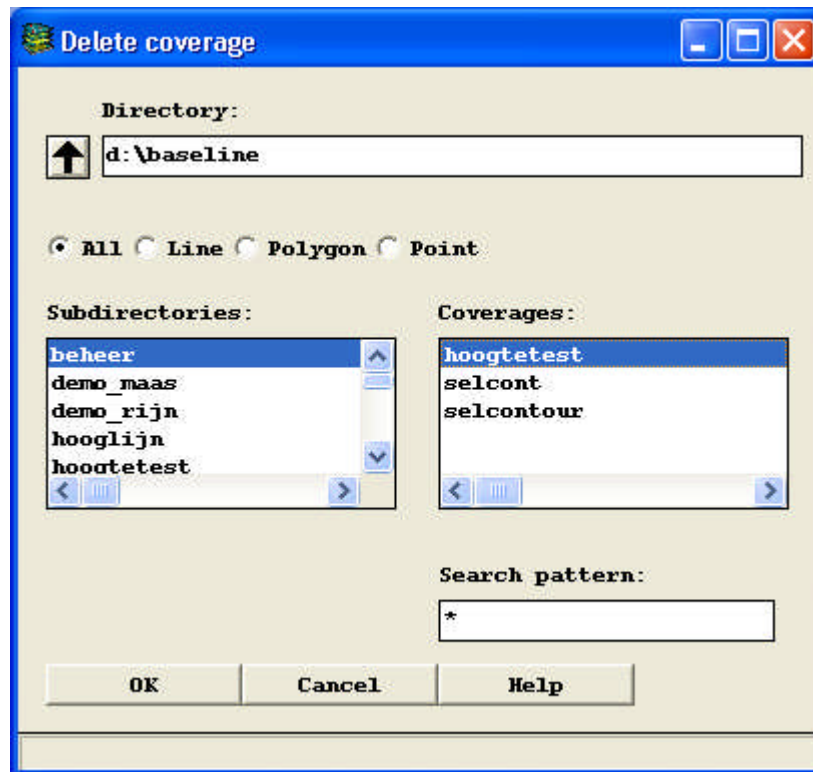 Delete coverage
Directory:
d:\baseline
All Line Polygon Point
Subdirectories:
beheer
demo_maas
demo_rijn
hooglijn
hoogtetest
Coverages:
hoogtetest
selcont
selcontour
Search pattern:
*
OK Cancel Help